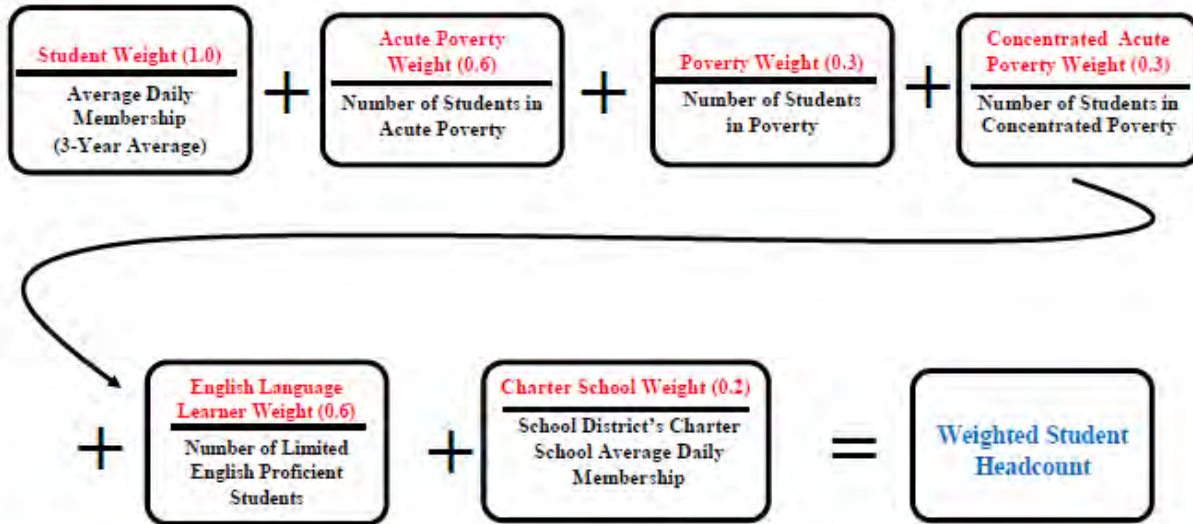 Student Weight (1.0)
Average Daily
Membership
(3-Year Average)
+
Acute Poverty
Weight (0.6)
Number of Students in
Acute Poverty
+
Poverty Weight (0.3)
Number of Students
in Poverty
+
Concentrated Acute
Poverty Weight (0.3)
Number of Students in
Concentrated Poverty
+
English Language
Learner Weight (0.6)
Number of Limited
English Proficient
Students
+
Charter School Weight (0.2)
School District's Charter
School Average Daily
Membership
=
Weighted Student
Headcount